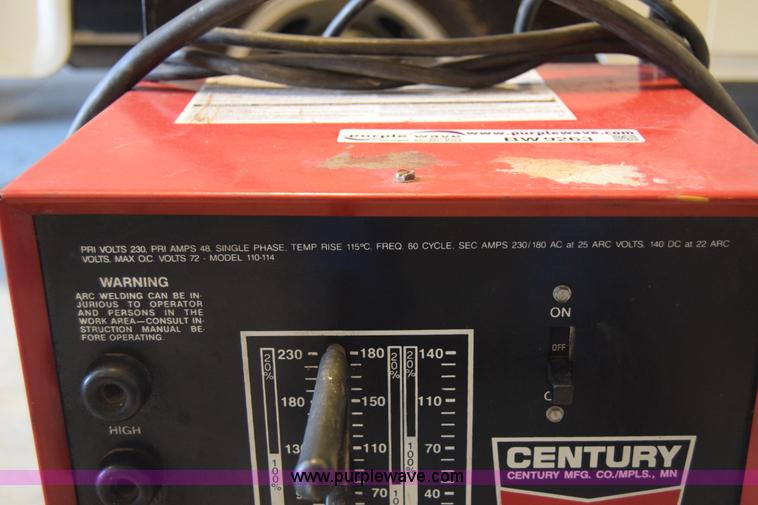 purple wave www.purplewave.com
BW9263
PRI VOLTS 230, PRI AMPS 48, SINGLE PHASE, TEMP RISE 115°C, FREQ. 60 CYCLE, SEC AMPS 230/180 AC at 25 ARC VOLTS. 140 DC at 22 ARC
VOLTS. MAX O.C. VOLTS 72 - MODEL 110-114
WARNING
ARC WELDING CAN BE IN-
JURIOUS TO OPERATOR
AND PERSONS IN THE
WORK AREA—CONSULT IN-
STRUCTION MANUAL BE-
FORE OPERATING.
ON
OFF
20% 230 180 20% 20% 140
180 150 110
HIGH
100% 110 100% 70
70 40
CENTURY
CENTURY MFG. CO./MPLS., MN
www.purplewave.com